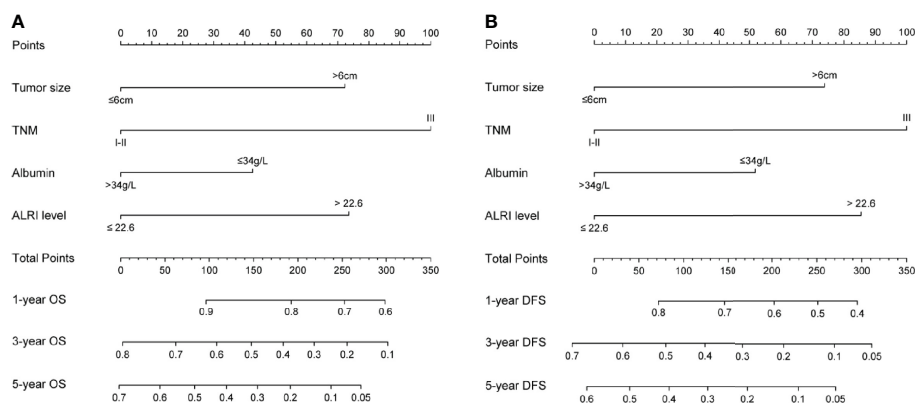 A
Points
0 10 20 30 40 50 60 70 80 90 100
Tumor size
>6cm
≤6cm
TNM
III
I-II
Albumin
≤34g/L
>34g/L
ALRI level
> 22.6
≤ 22.6
Total Points
0 50 100 150 200 250 300 350
1-year OS
0.9 0.8 0.7 0.6
3-year OS
0.8 0.7 0.6 0.5 0.4 0.3 0.2 0.1
5-year OS
0.7 0.6 0.5 0.4 0.3 0.2 0.1 0.05
B
Points
0 10 20 30 40 50 60 70 80 90 100
Tumor size
>6cm
≤6cm
TNM
III
I-II
Albumin
≤34g/L
>34g/L
ALRI level
> 22.6
≤ 22.6
Total Points
0 50 100 150 200 250 300 350
1-year DFS
0.8 0.7 0.6 0.5 0.4
3-year DFS
0.7 0.6 0.5 0.4 0.3 0.2 0.1 0.05
5-year DFS
0.6 0.5 0.4 0.3 0.2 0.1 0.05